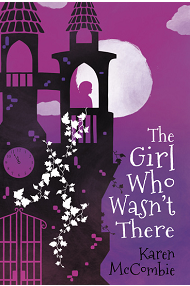 The
Girl
Who
Wasn't
There
Karen
McCombie